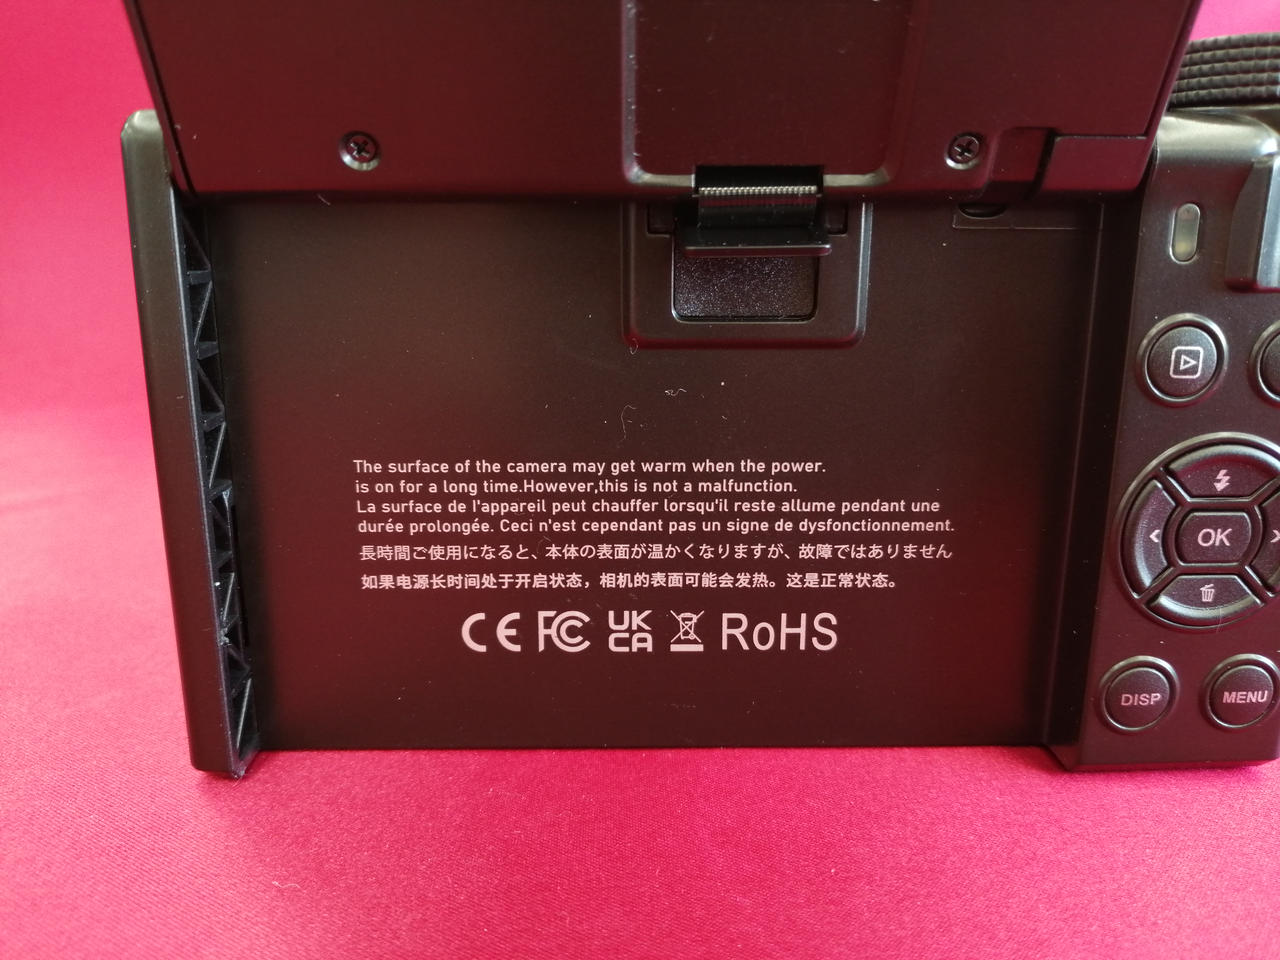 The surface of the camera may get warm when the power.
is on for a long time.However,this is not a malfunction.
La surface de l'appareil peut chauffer lorsqu'il reste allume pendant une
durée prolongée. Ceci n'est cependant pas un signe de dysfonctionnement.
長時間ご使用になると、本体の表面が温かくなりますが、故障ではありません
如果电源长时间处于开启状态，相机的表面可能会发热。这是正常状态。
CE FC UK CA RoHS
OK
DISP MENU